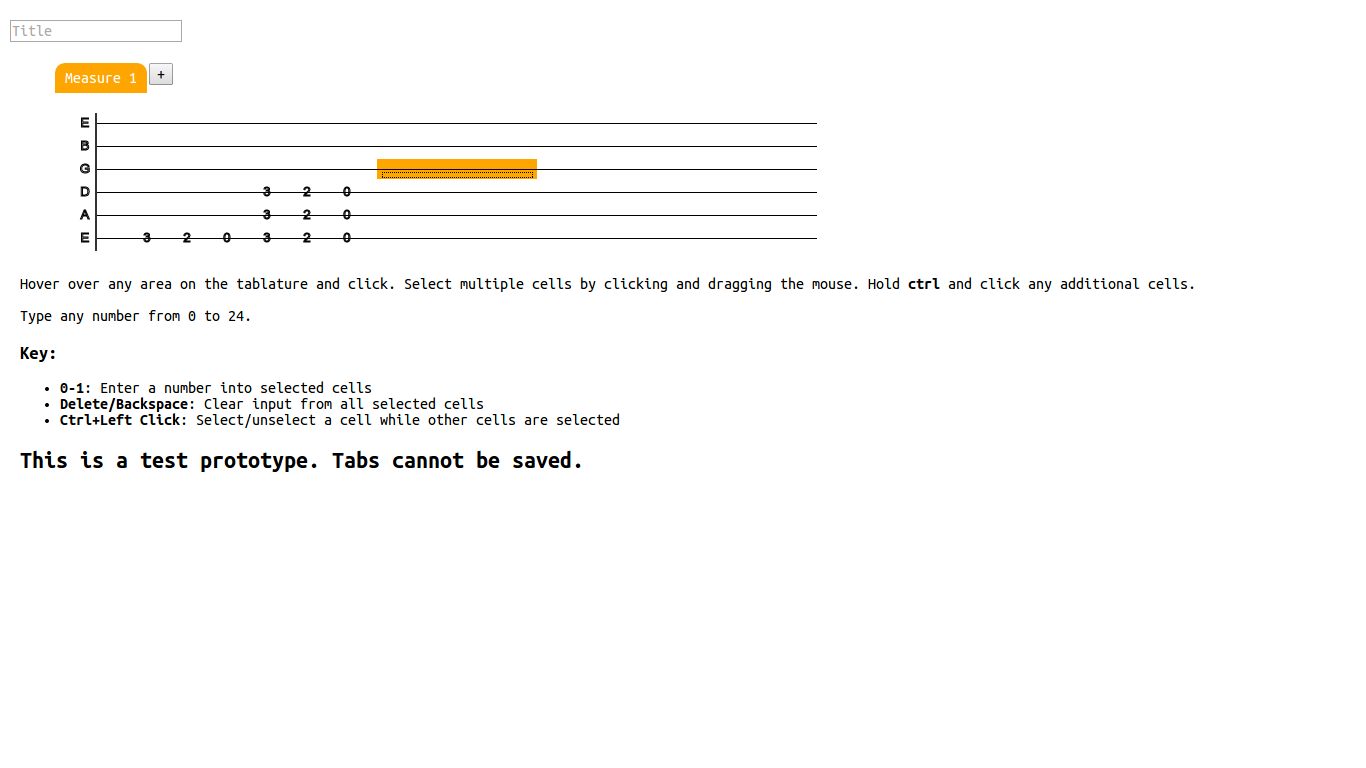 Title
Measure 1 +
E
B
G
D 3 2 0
A 3 2 0
E 3 2 0 3 2 0
Hover over any area on the tablature and click. Select multiple cells by clicking and dragging the mouse. Hold ctrl and click any additional cells.
Type any number from 0 to 24.
Key:
• 0-1: Enter a number into selected cells
• Delete/Backspace: Clear input from all selected cells
• Ctrl+Left Click: Select/unselect a cell while other cells are selected
This is a test prototype. Tabs cannot be saved.